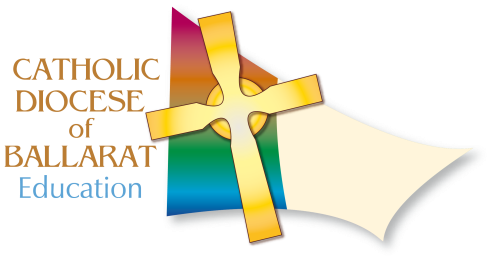 CATHOLIC
DIOCESE
of
BALLARAT
Education